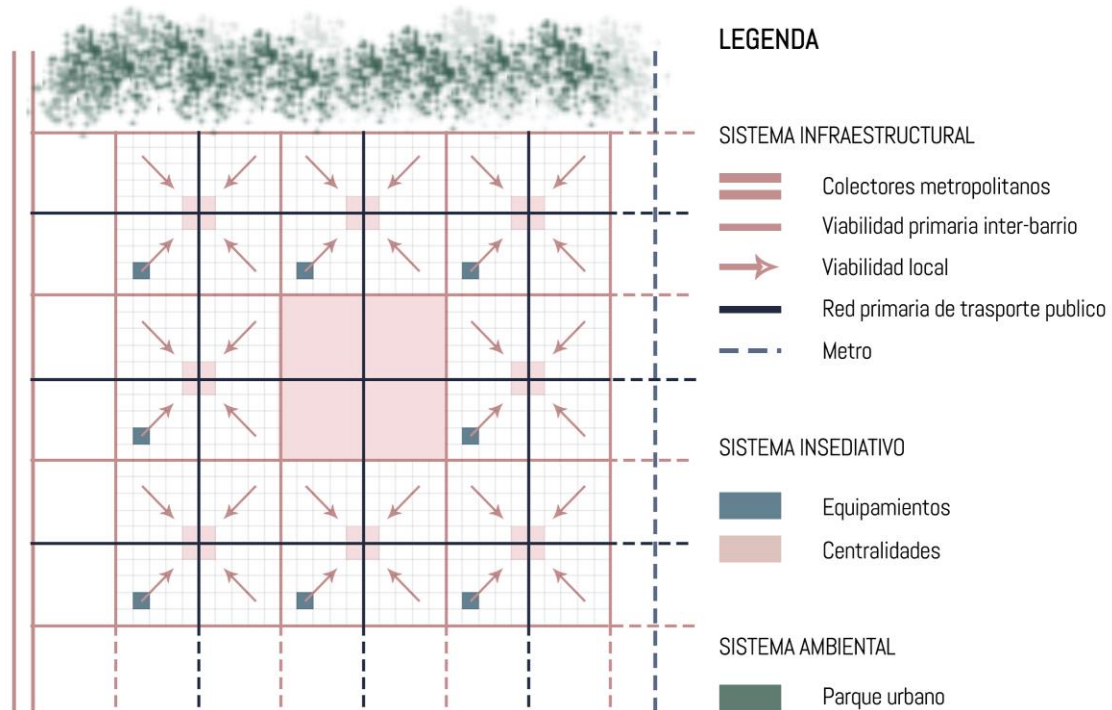 LEGENDA
SISTEMA INFRAESTRUCTURAL
Colectores metropolitanos
Viabilidad primaria inter-barrio
Viabilidad local
Red primaria de trasporte publico
Metro
SISTEMA INSEDIATIVO
Equipamientos
Centralidades
SISTEMA AMBIENTAL
Parque urbano